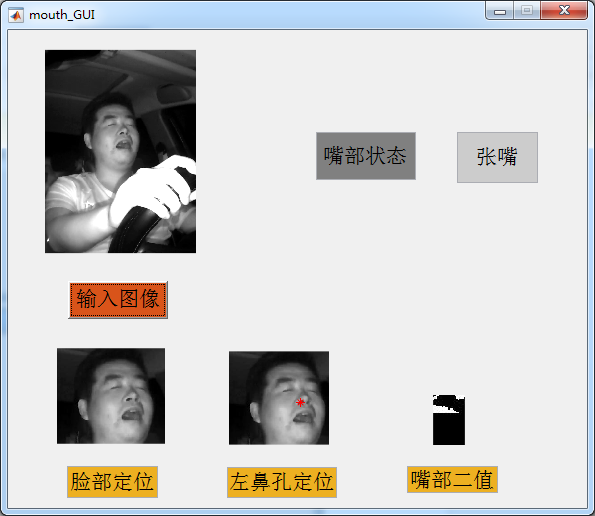 mouth_GUI
嘴部状态
张嘴
输入图像
脸部定位
左鼻孔定位
嘴部二值